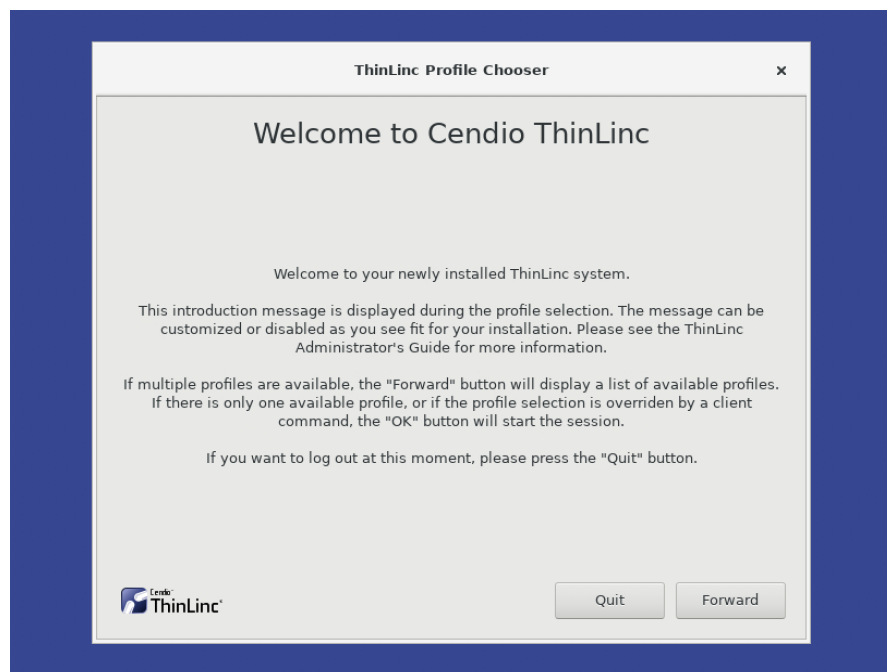 ThinLinc Profile Chooser
Welcome to Cendio ThinLinc
Welcome to your newly installed ThinLinc system.
This introduction message is displayed during the profile selection. The message can be
customized or disabled as you see fit for your installation. Please see the ThinLinc
Administrator's Guide for more information.
If multiple profiles are available, the "Forward" button will display a list of available profiles.
If there is only one available profile, or if the profile selection is overriden by a client
command, the "OK" button will start the session.
If you want to log out at this moment, please press the "Quit" button.
Cendio®
ThinLinc®
Quit
Forward